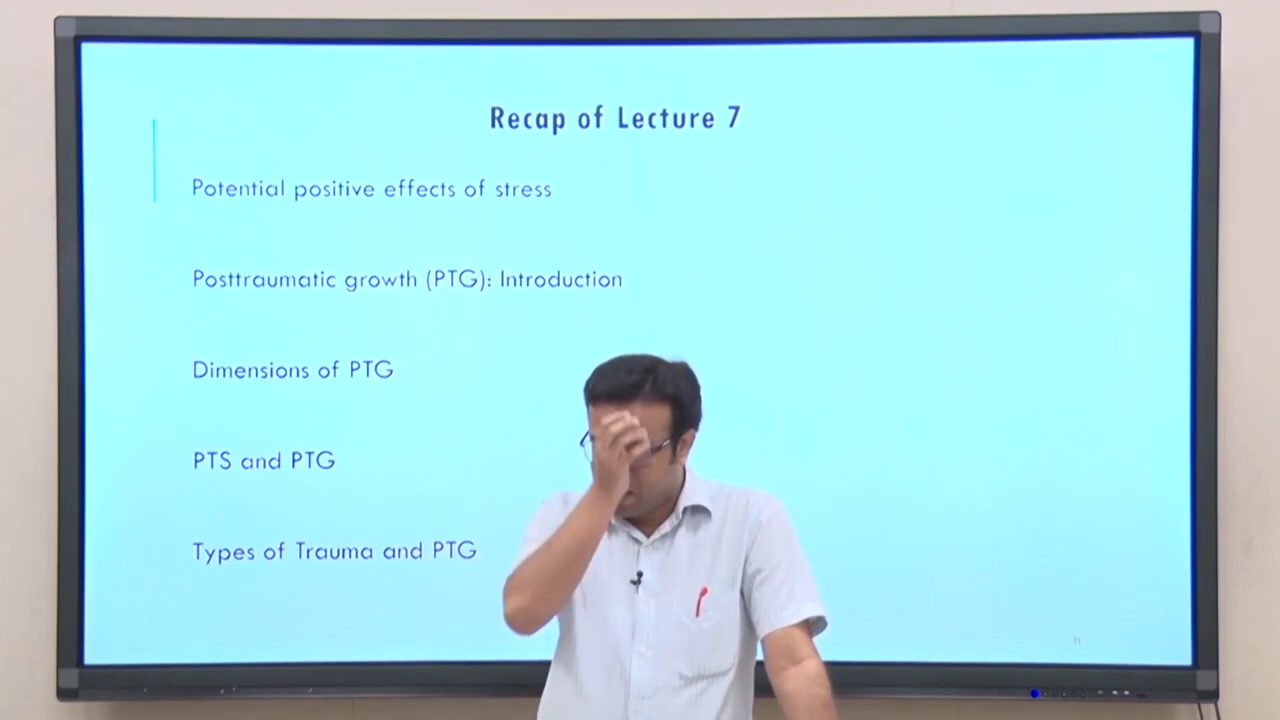 Recap of Lecture 7
Potential positive effects of stress
Posttraumatic growth (PTG): Introduction
Dimensions of PTG
PTS and PTG
Types of Trauma and PTG
71